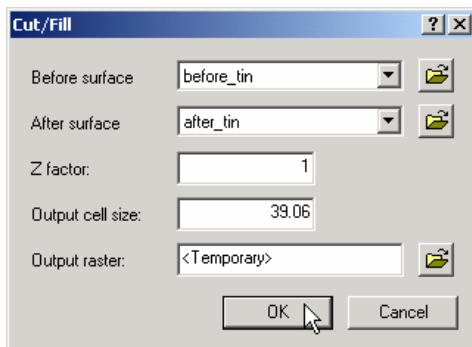 Cut/Fill
Before surface before_tin
After surface after_tin
Z factor: 1
Output cell size: 39.06
Output raster: <Temporary>
OK Cancel